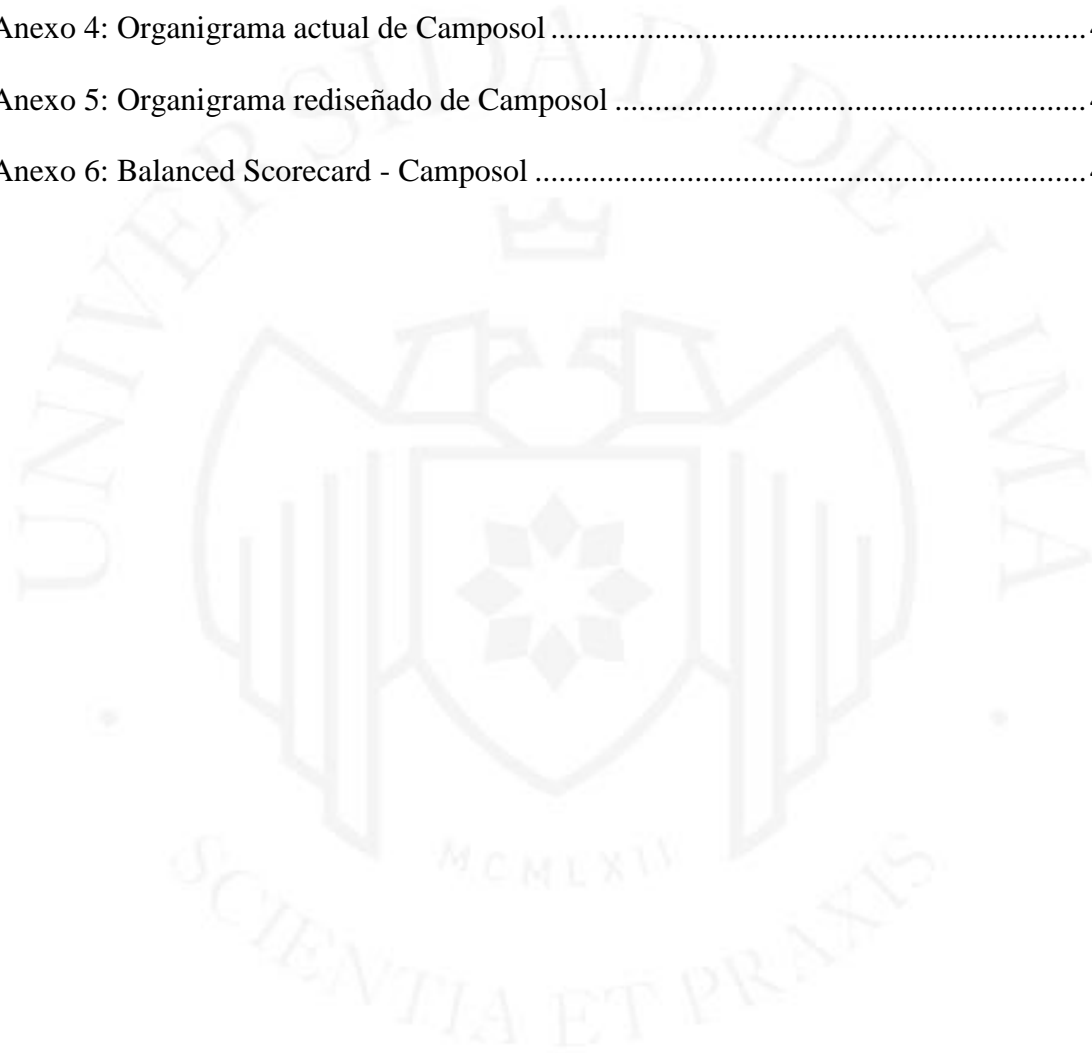 Anexo 4: Organigrama actual de Camposol ....................................................................
Anexo 5: Organigrama rediseñado de Camposol ............................................................
Anexo 6: Balanced Scorecard - Camposol ......................................................................
UNIVERSIDAD DE LIMA
MCMLXII
SCIENTIA ET PRAXIS